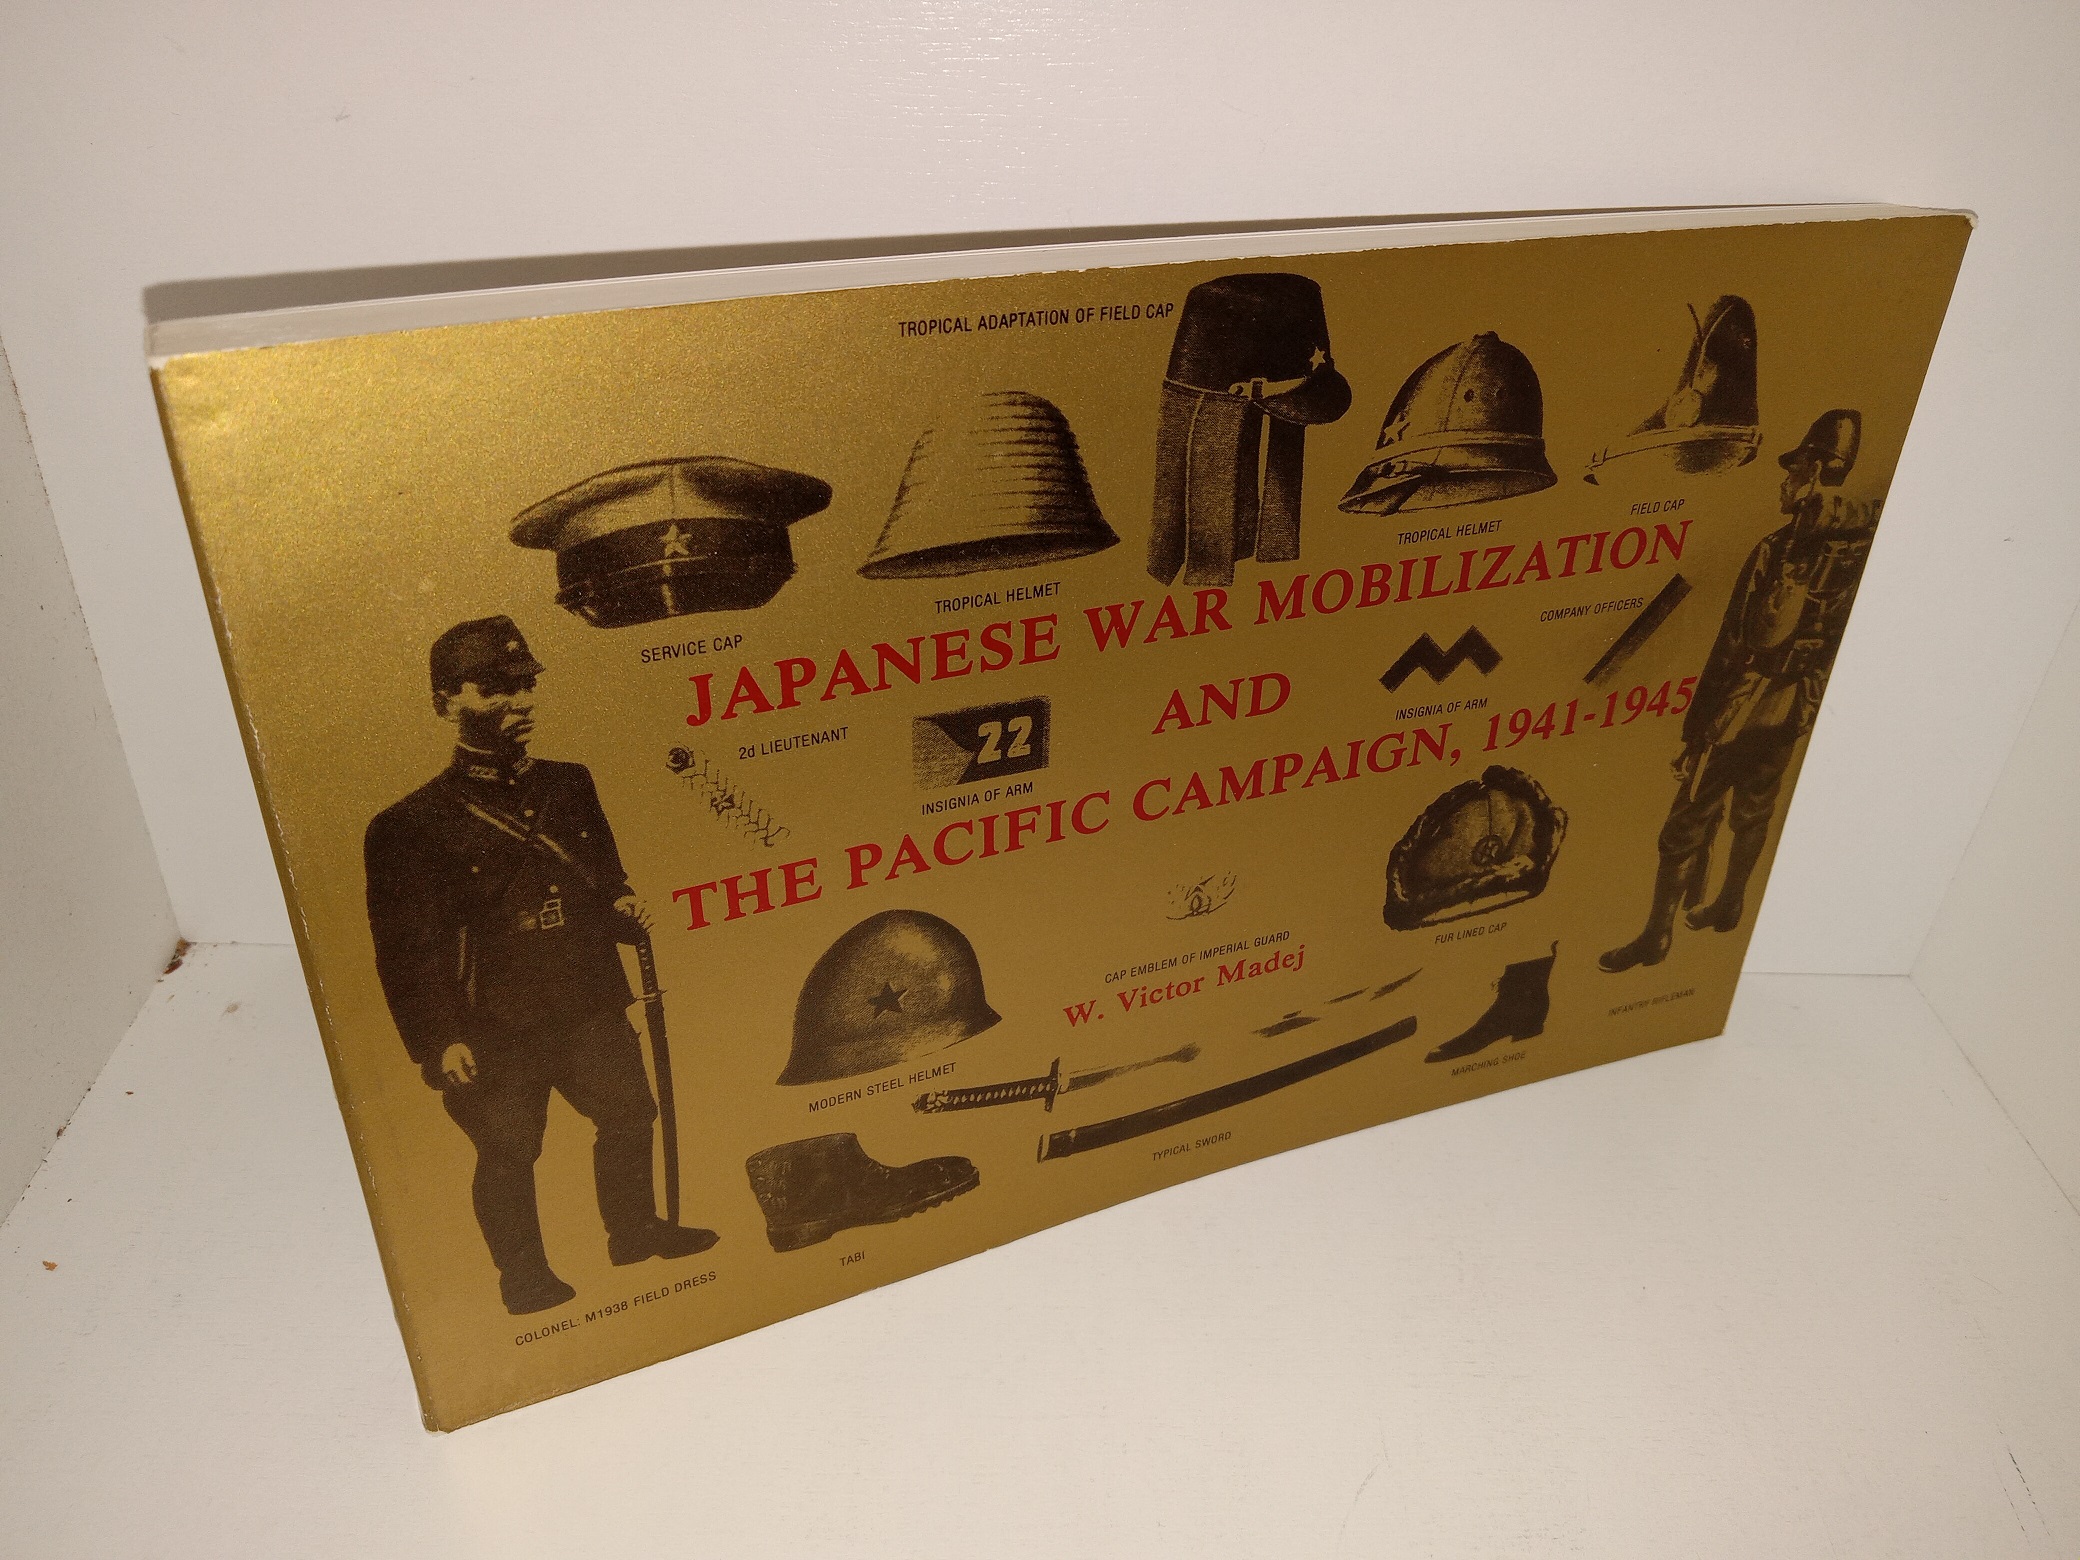 TROPICAL ADAPTATION OF FIELD CAP
FIELD CAP
TROPICAL HELMET
TROPICAL HELMET
SERVICE CAP
JAPANESE WAR MOBILIZATION
COMPANY OFFICERS
AND
INSIGNIA OF ARM
2d LIEUTENANT
22
INSIGNIA OF ARM
THE PACIFIC CAMPAIGN, 1941-1945
FUR LINED CAP
CAP EMBLEM OF IMPERIAL GUARD
W. Victor Madej
INFANTRY RIFLEMAN
MARCHING SHOE
MODERN STEEL HELMET
TYPICAL SWORD
TABI
COLONEL: M1938 FIELD DRESS